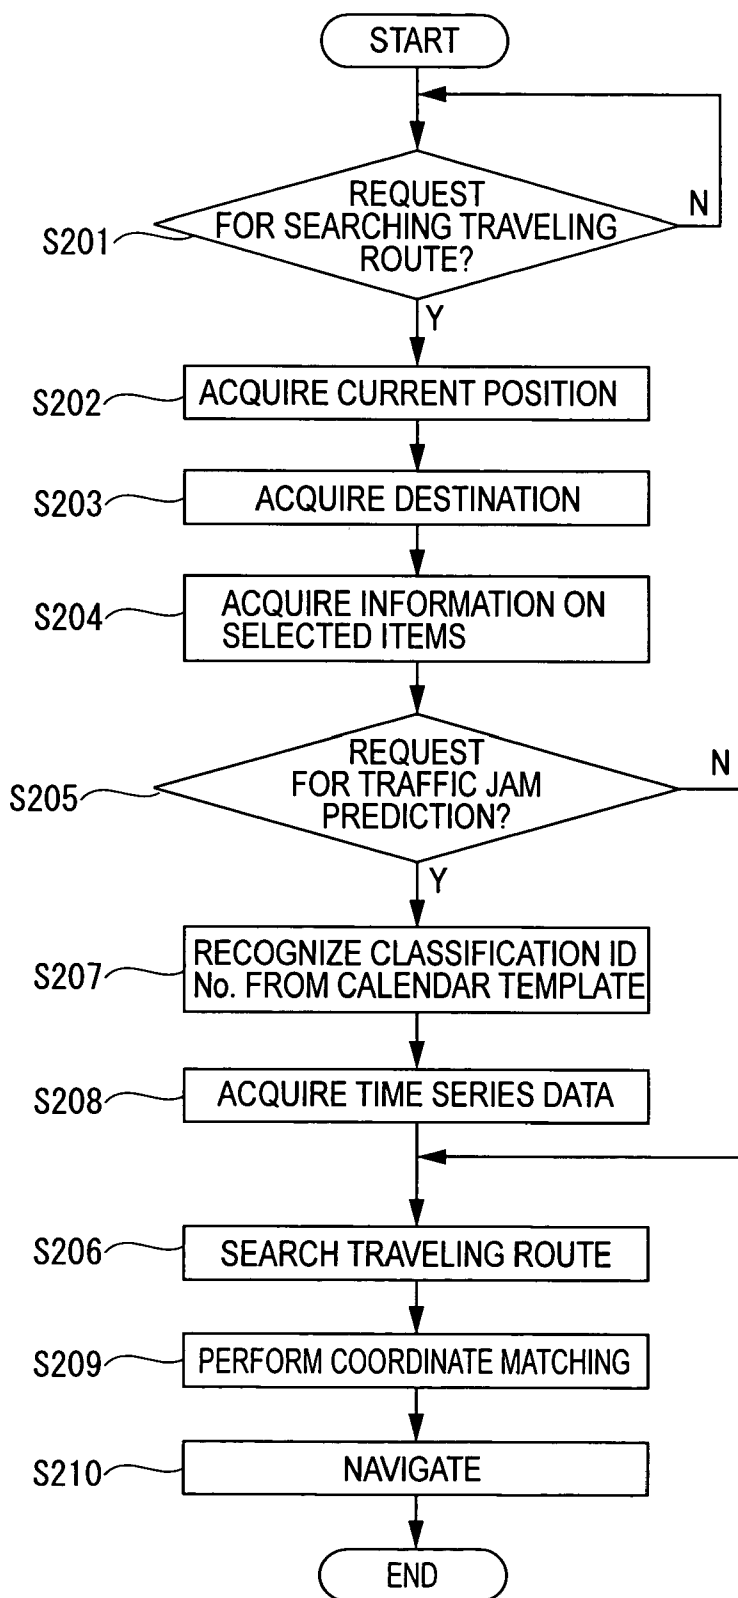 START
REQUEST
FOR SEARCHING TRAVELING
ROUTE?
N
S201
Y
S202
ACQUIRE CURRENT POSITION
S203
ACQUIRE DESTINATION
S204
ACQUIRE INFORMATION ON
SELECTED ITEMS
REQUEST
FOR TRAFFIC JAM
PREDICTION?
N
S205
Y
S207
RECOGNIZE CLASSIFICATION ID
No. FROM CALENDAR TEMPLATE
S208
ACQUIRE TIME SERIES DATA
S206
SEARCH TRAVELING ROUTE
S209
PERFORM COORDINATE MATCHING
S210
NAVIGATE
END